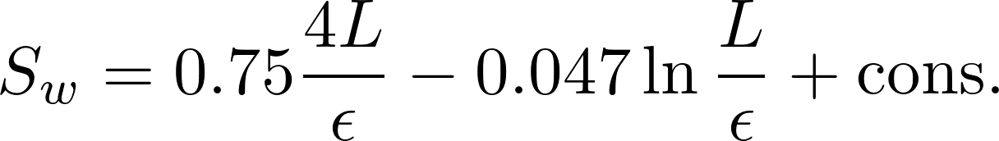 $S_w = 0.75\frac{4L}{\epsilon} - 0.047 \ln \frac{L}{\epsilon} + \text{cons.}$